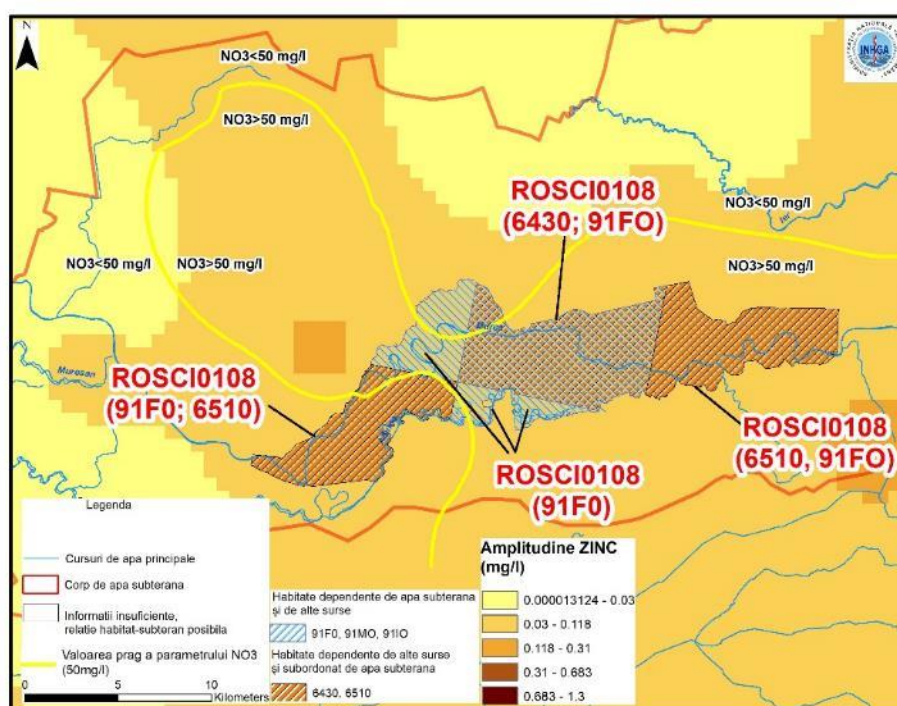 N
NO3<50 mg/l
NO3>50 mg/l
ROSCI0108
(6430; 91FO)
NO3<50 mg/l
NO3<50 mg/l
NO3>50 mg/l
NO3>50 mg/l
Muresan
ROSCI0108
(91F0; 6510)
ROSCI0108
(91F0)
ROSCI0108
(6510, 91FO)
Legenda
Cursuri de apa principale
Corp de apa subterana
Informatii insuficiente,
relatie habitat-subteran posibila
Valoarea prag a parametrului NO3
(50mg/l)
0 5 10
Kilometers
Habitate dependente de apa subterana
și de alte surse
91F0, 91MO, 91IO
Habitate dependente de alte surse
și subordonat de apa subterana
6430. 6510
Amplitudine ZINC
(mg/l)
0.000013124 - 0.03
0.03 - 0.118
0.118 - 0.31
0.31 - 0.683
0.683 - 1.3
INHGA